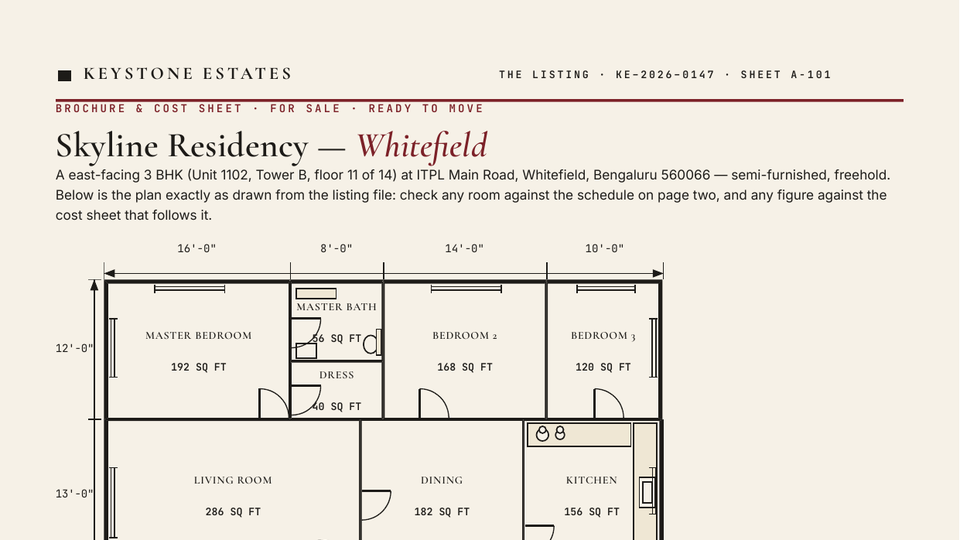 KEYSTONE ESTATES
THE LISTING · KE-2026-0147 · SHEET A-101
BROCHURE & COST SHEET · FOR SALE · READY TO MOVE
Skyline Residency — Whitefield
A east-facing 3 BHK (Unit 1102, Tower B, floor 11 of 14) at ITPL Main Road, Whitefield, Bengaluru 560066 — semi-furnished, freehold.
Below is the plan exactly as drawn from the listing file: check any room against the schedule on page two, and any figure against the
cost sheet that follows it.
16'-0" 8'-0" 14'-0" 10'-0"
MASTER BATH
56 SQ FT
12'-0"
MASTER BEDROOM
192 SQ FT
BEDROOM 2
168 SQ FT
BEDROOM 3
120 SQ FT
DRESS
40 SQ FT
13'-0"
LIVING ROOM
286 SQ FT
DINING
182 SQ FT
KITCHEN
156 SQ FT